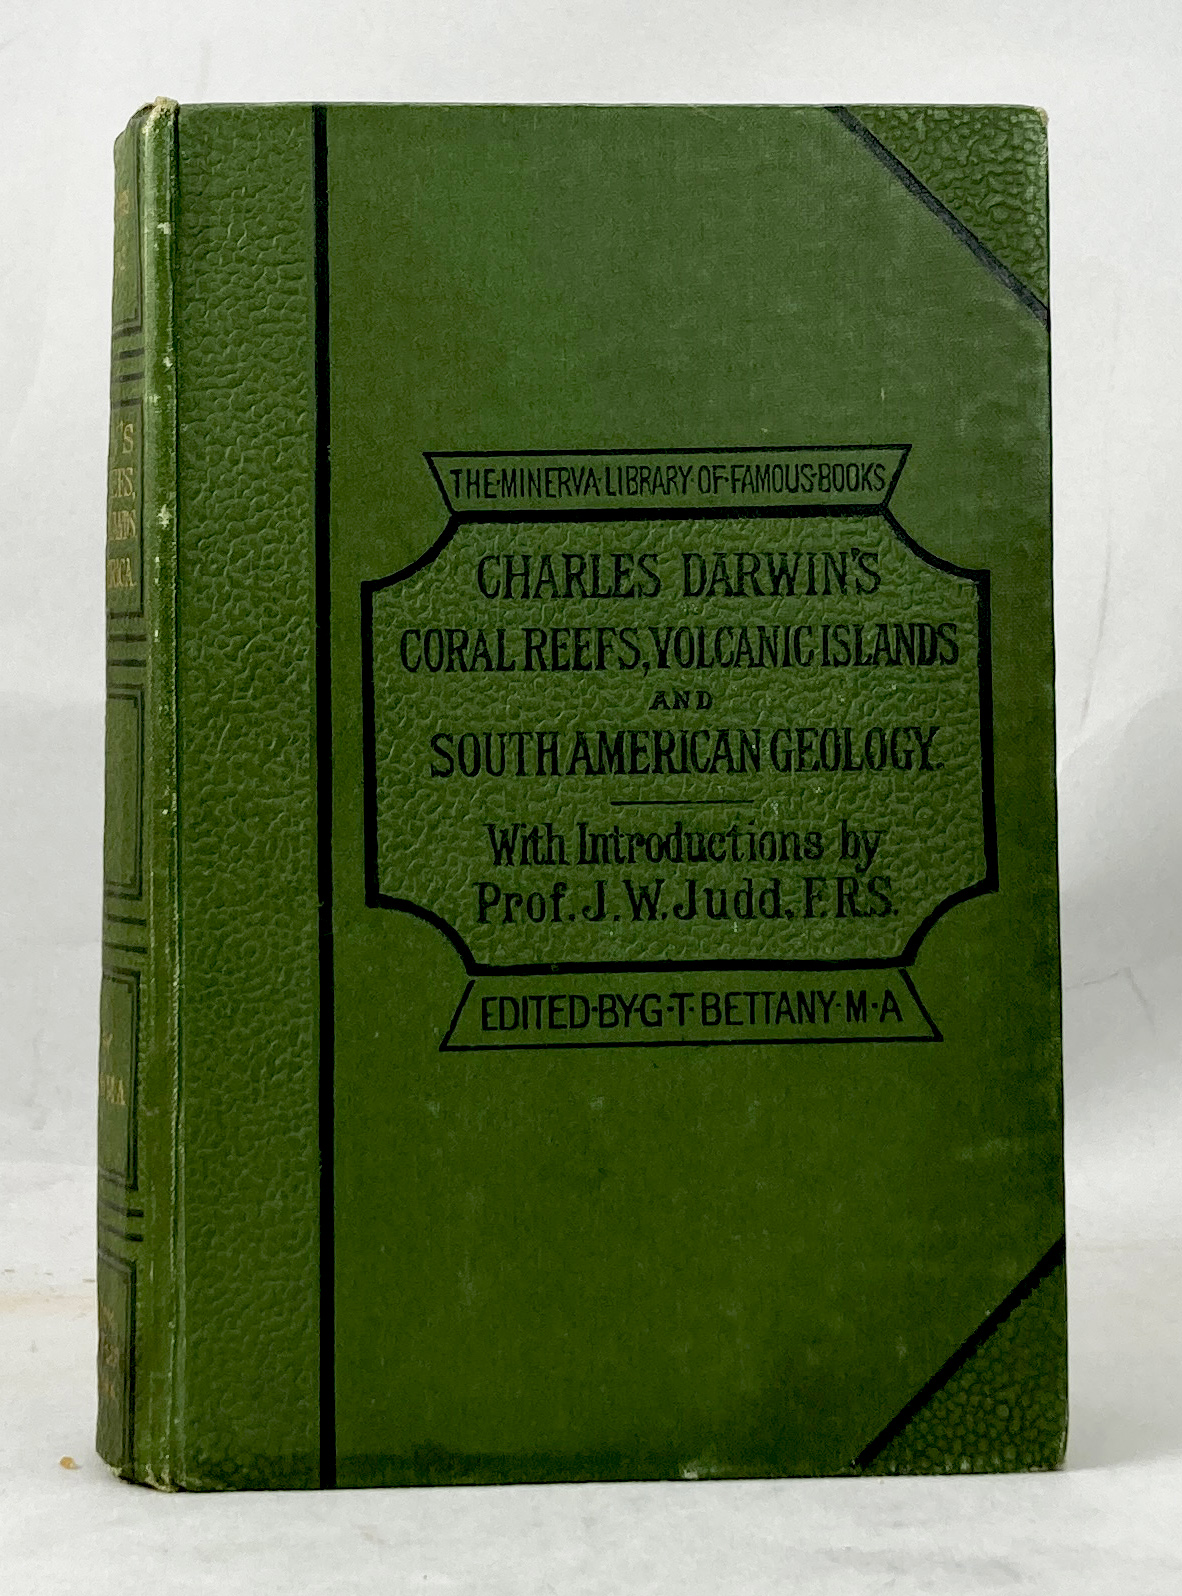 THE·MINERVA·LIBRARY·OF·FAMOUS·BOOKS
CHARLES DARWIN'S
CORAL REEFS, VOLCANIC ISLANDS
AND
SOUTH AMERICAN GEOLOGY.
With Introductions by
Prof. J. W. Judd, F.R.S.
EDITED·BY·G·T·BETTANY·M·A